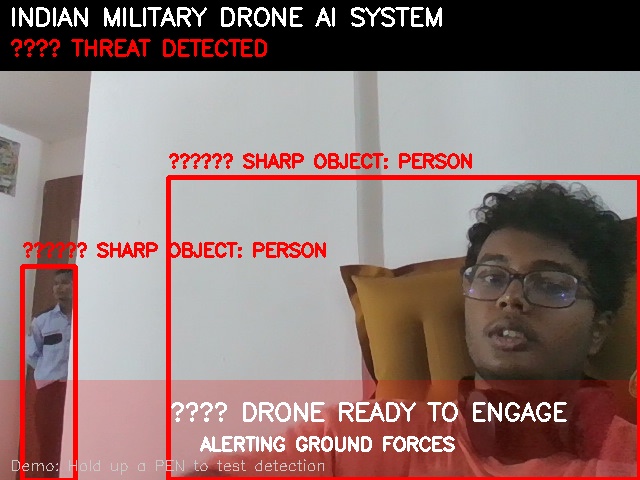 INDIAN MILITARY DRONE AI SYSTEM
???? THREAT DETECTED
?????? SHARP OBJECT: PERSON
?????? SHARP OBJECT: PERSON
???? DRONE READY TO ENGAGE
ALERTING GROUND FORCES
Demo: Hold up a PEN to test detection